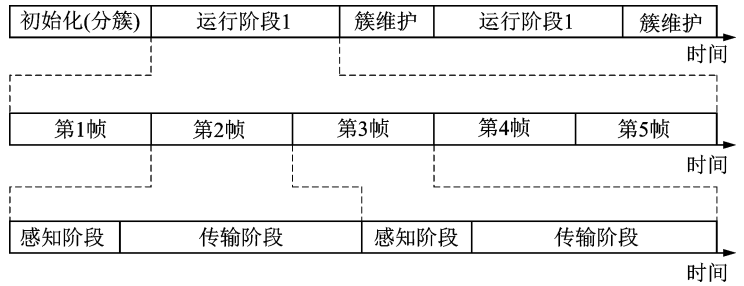 初始化(分簇) 运行阶段1 簇维护 运行阶段1 簇维护
时间
第1帧 第2帧 第3帧 第4帧 第5帧
时间
感知阶段 传输阶段 感知阶段 传输阶段
时间